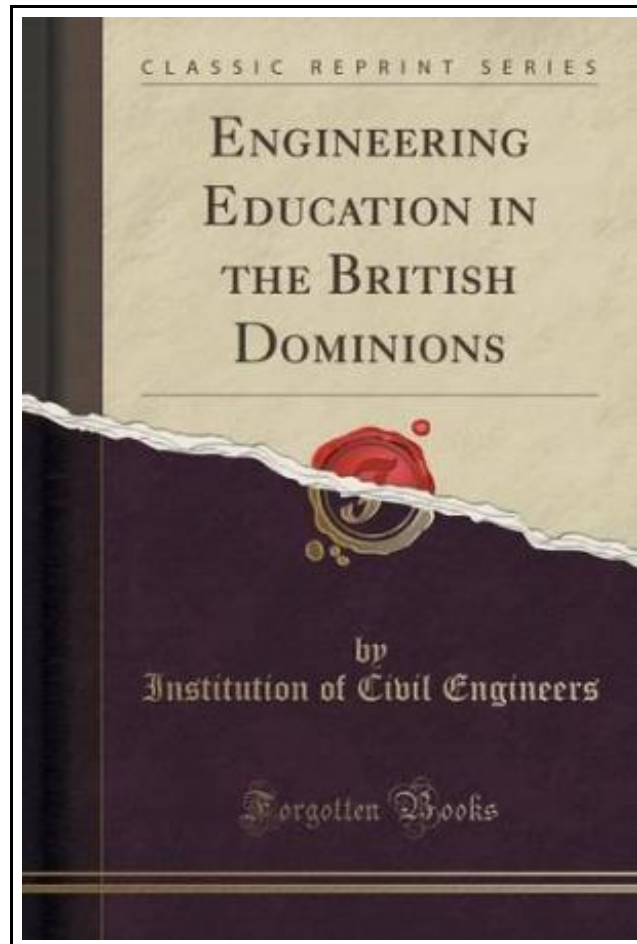 CLASSIC REPRINT SERIES
ENGINEERING
EDUCATION IN
THE BRITISH
DOMINIONS
by
Institution of Civil Engineers
Forgotten Books